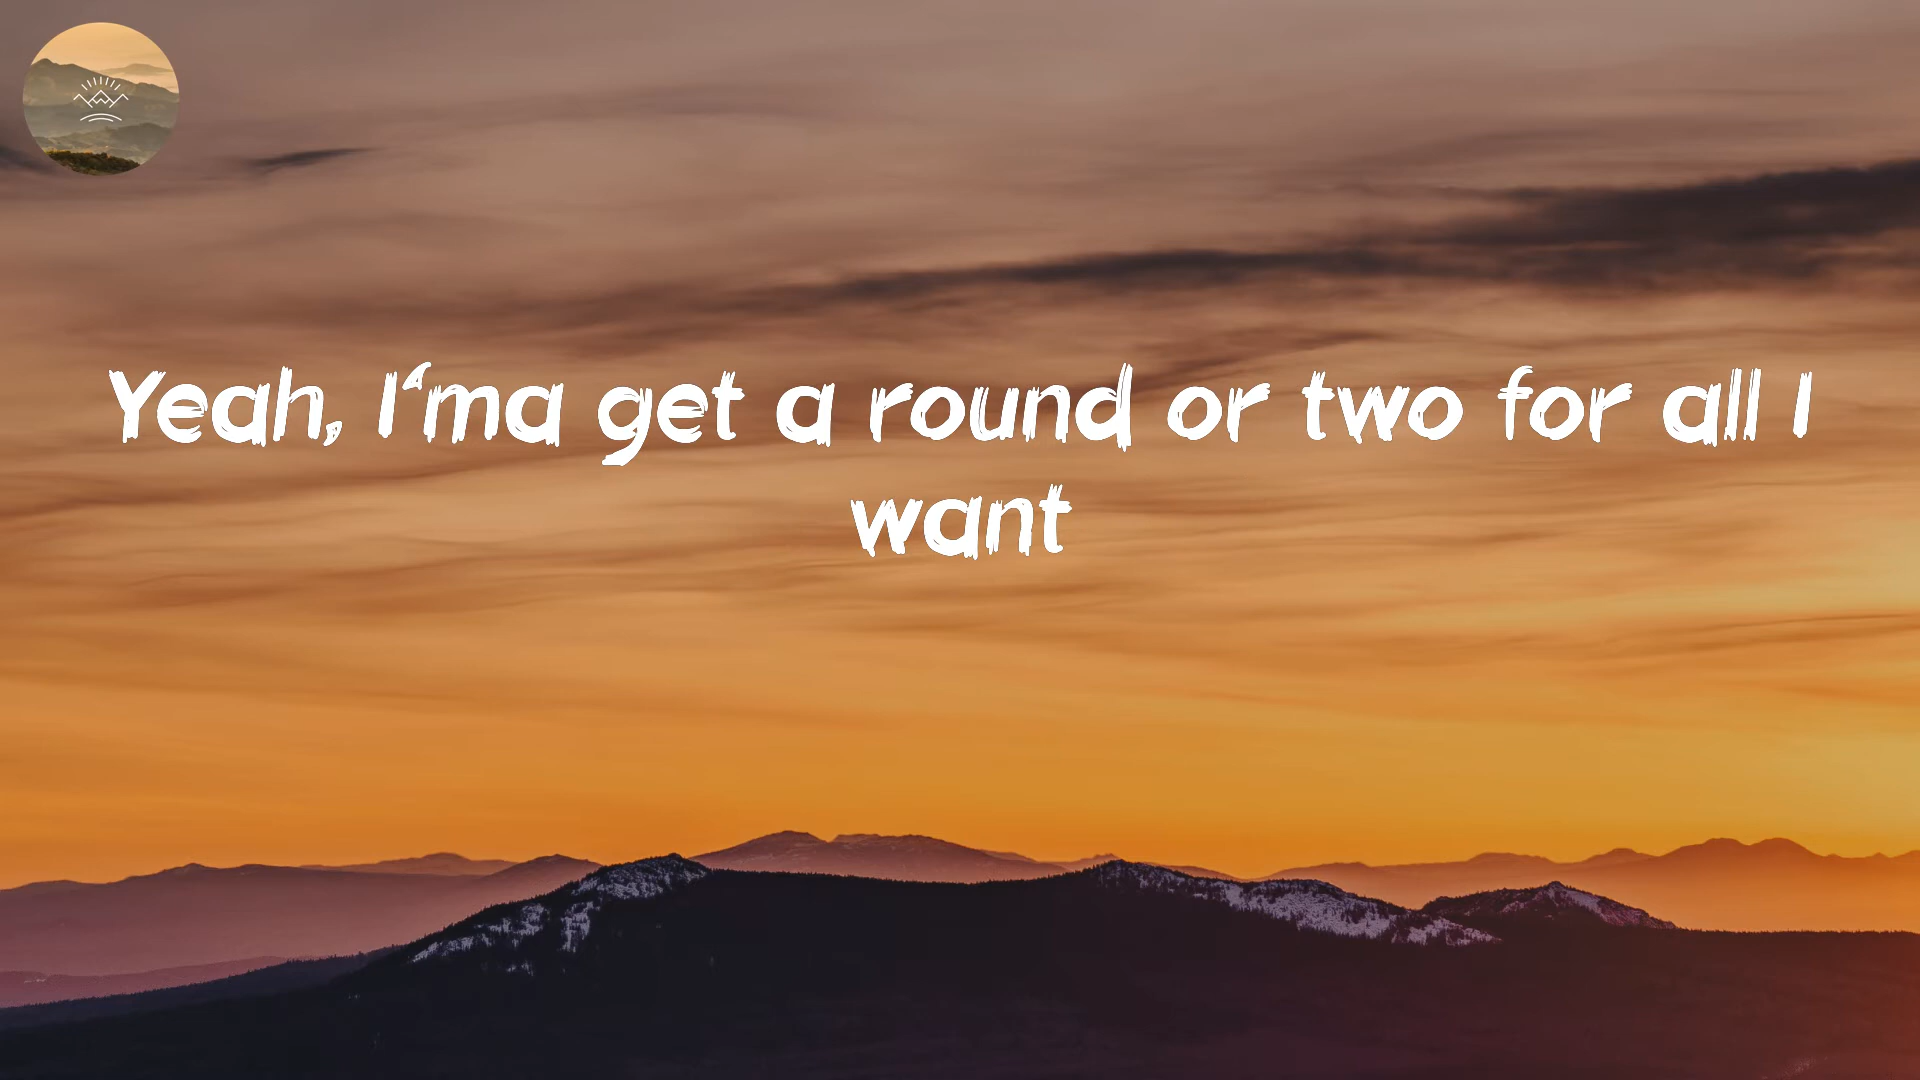 Yeah, I‘ma get a round or two for all I
want